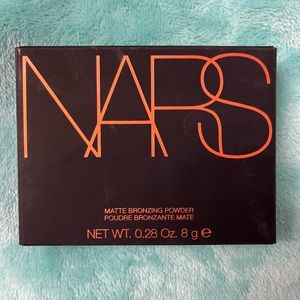 NARS
MATTE BRONZING POWDER
POUDRE BRONZANTE MATE
NET WT. 0.28 Oz. 8 g ℮